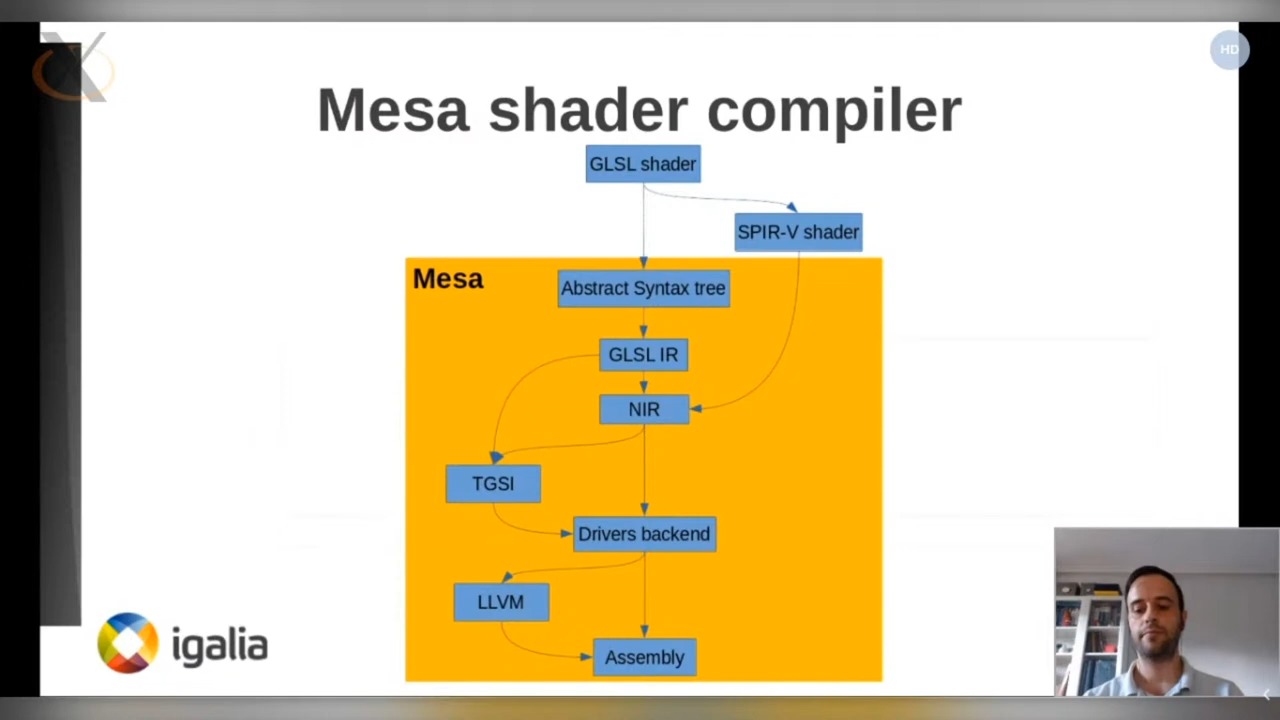 HD
Mesa shader compiler
GLSL shader
SPIR-V shader
Mesa
Abstract Syntax tree
GLSL IR
NIR
TGSI
Drivers backend
LLVM
Assembly
igalia